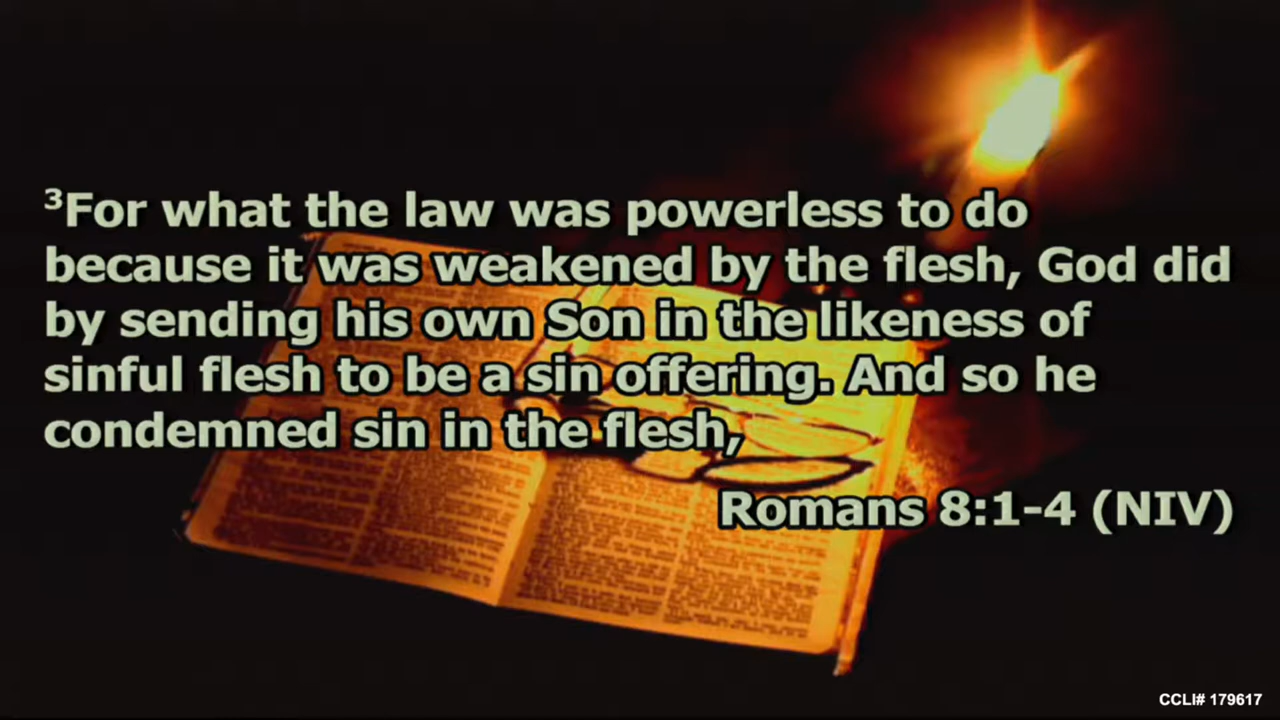 ³For what the law was powerless to do
because it was weakened by the flesh, God did
by sending his own Son in the likeness of
sinful flesh to be a sin offering. And so he
condemned sin in the flesh,
Romans 8:1-4 (NIV)
CCLI# 179617